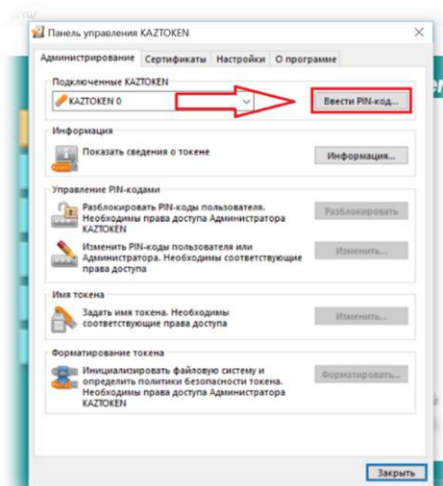 Панель управления KAZTOKEN
Администрирование Сертификаты Настройки О программе
Подключенные KAZTOKEN
KAZTOKEN 0
Ввести PIN-код...
Информация
Показать сведения о токене
Информация...
Управление PIN-кодами
Разблокировать PIN-коды пользователя.
Необходимы права доступа Администратора
KAZTOKEN
Разблокировать
Изменить PIN-коды пользователя или
Администратора. Необходимы соответствующие
права доступа
Изменить...
Имя токена
Задать имя токена. Необходимы
соответствующие права доступа
Изменить...
Форматирование токена
Инициализировать файловую систему и
определить политики безопасности токена.
Необходимы права доступа Администратора
KAZTOKEN
Форматировать...
Закрыть